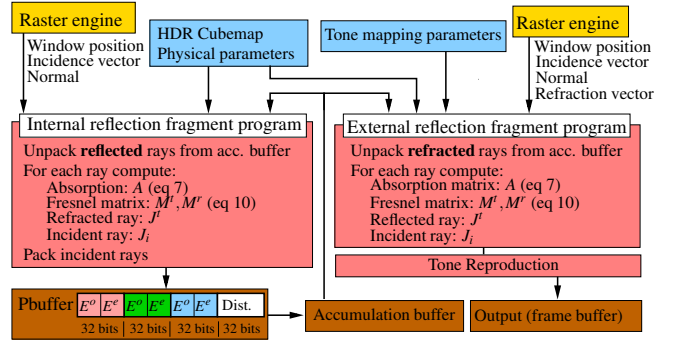 Raster engine
Window position
Incidence vector
Normal
HDR Cubemap
Physical parameters
Tone mapping parameters
Raster engine
Window position
Incidence vector
Normal
Refraction vector
Internal reflection fragment program
Unpack reflected rays from acc. buffer
For each ray compute:
Absorption: A (eq 7)
Fresnel matrix: M^t, M^r (eq 10)
Refracted ray: J^t
Incident ray: J_i
Pack incident rays
External reflection fragment program
Unpack refracted rays from acc. buffer
For each ray compute:
Absorption matrix: A (eq 7)
Fresnel matrix: M^t, M^r (eq 10)
Reflected ray: J^t
Incident ray: J_i
Tone Reproduction
Pbuffer E^o E^e E^o E^e E^o E^e Dist.
32 bits | 32 bits | 32 bits | 32 bits
Accumulation buffer
Output (frame buffer)